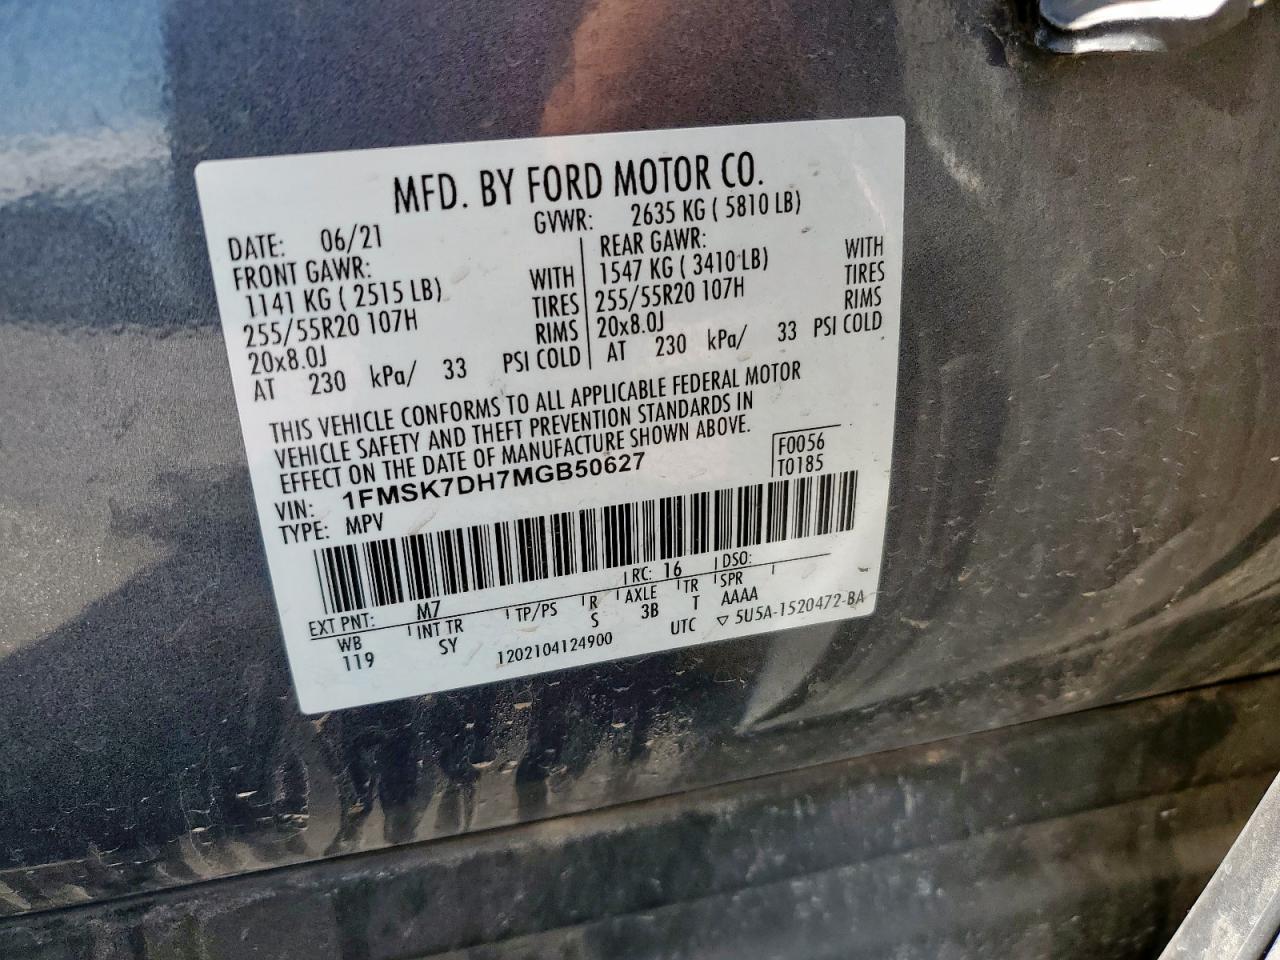 MFD. BY FORD MOTOR CO.
DATE: 06/21 GVWR: 2635 KG ( 5810 LB)
FRONT GAWR: REAR GAWR:
1141 KG ( 2515 LB) WITH 1547 KG ( 3410 LB) WITH
255/55R20 107H TIRES 255/55R20 107H TIRES
20x8.0J RIMS 20x8.0J RIMS
AT 230 kPa/ 33 PSI COLD AT 230 kPa/ 33 PSI COLD
THIS VEHICLE CONFORMS TO ALL APPLICABLE FEDERAL MOTOR
VEHICLE SAFETY AND THEFT PREVENTION STANDARDS IN
EFFECT ON THE DATE OF MANUFACTURE SHOWN ABOVE.
VIN: 1FMSK7DH7MGB50627 F0056
TYPE: MPV T0185
EXT PNT: M7 RC: 16 DSO:
WB INT TR TP/PS R AXLE TR SPR
119 SY S 3B T AAAA
1202104124900 UTC ▽ 5U5A-1520472-BA